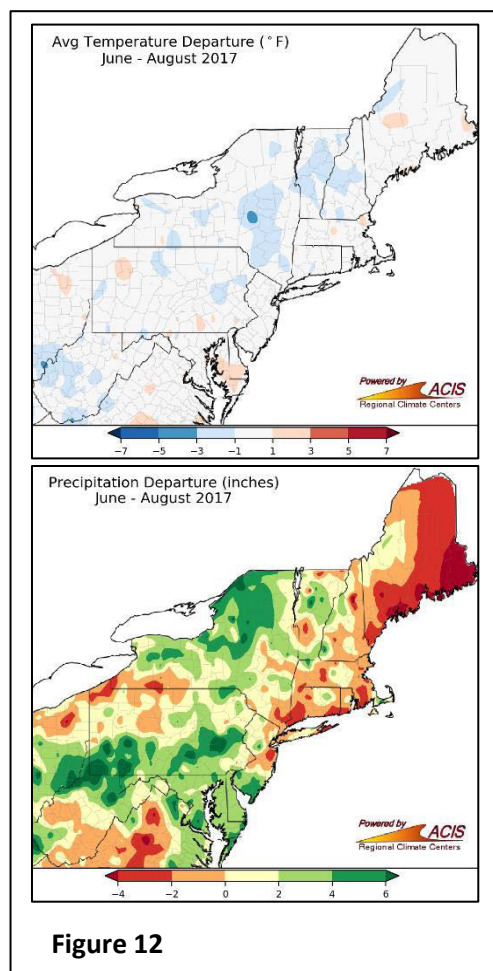 Avg Temperature Departure (°F)
June - August 2017
Powered by
ACIS
Regional Climate Centers
−7 −5 −3 −1 1 3 5 7
Precipitation Departure (inches)
June - August 2017
Powered by
ACIS
Regional Climate Centers
−4 −2 0 2 4 6
Figure 12